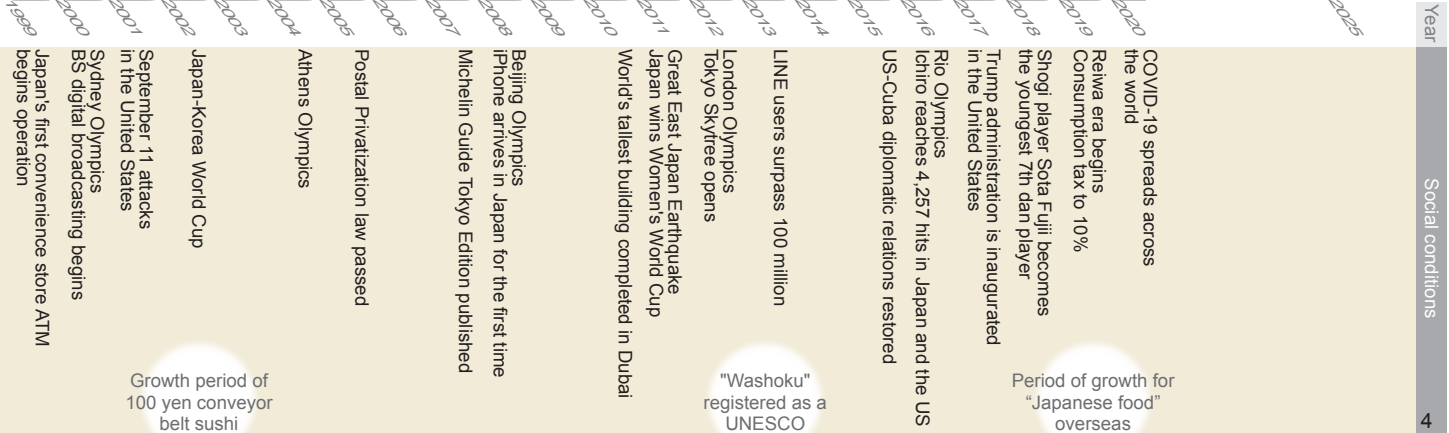 1999
2000
2001
2002
2003
2004
2005
2006
2007
2008
2009
2010
2011
2012
2013
2014
2015
2016
2017
2018
2019
2020
2025
Year
Japan's first convenience store ATM
begins operation
Sydney Olympics
BS digital broadcasting begins
September 11 attacks
in the United States
Japan-Korea World Cup
Athens Olympics
Postal Privatization law passed
Michelin Guide Tokyo Edition published
Beijing Olympics
iPhone arrives in Japan for the first time
World's tallest building completed in Dubai
Great East Japan Earthquake
Japan wins Women's World Cup
London Olympics
Tokyo Skytree opens
LINE users surpass 100 million
US-Cuba diplomatic relations restored
Rio Olympics
Ichiro reaches 4,257 hits in Japan and the US
Trump administration is inaugurated
in the United States
Shogi player Sota Fujii becomes
the youngest 7th dan player
Reiwa era begins
Consumption tax to 10%
COVID-19 spreads across
the world
Social conditions
Growth period of
100 yen conveyor
belt sushi
"Washoku"
registered as a
UNESCO
Period of growth for
“Japanese food”
overseas
4